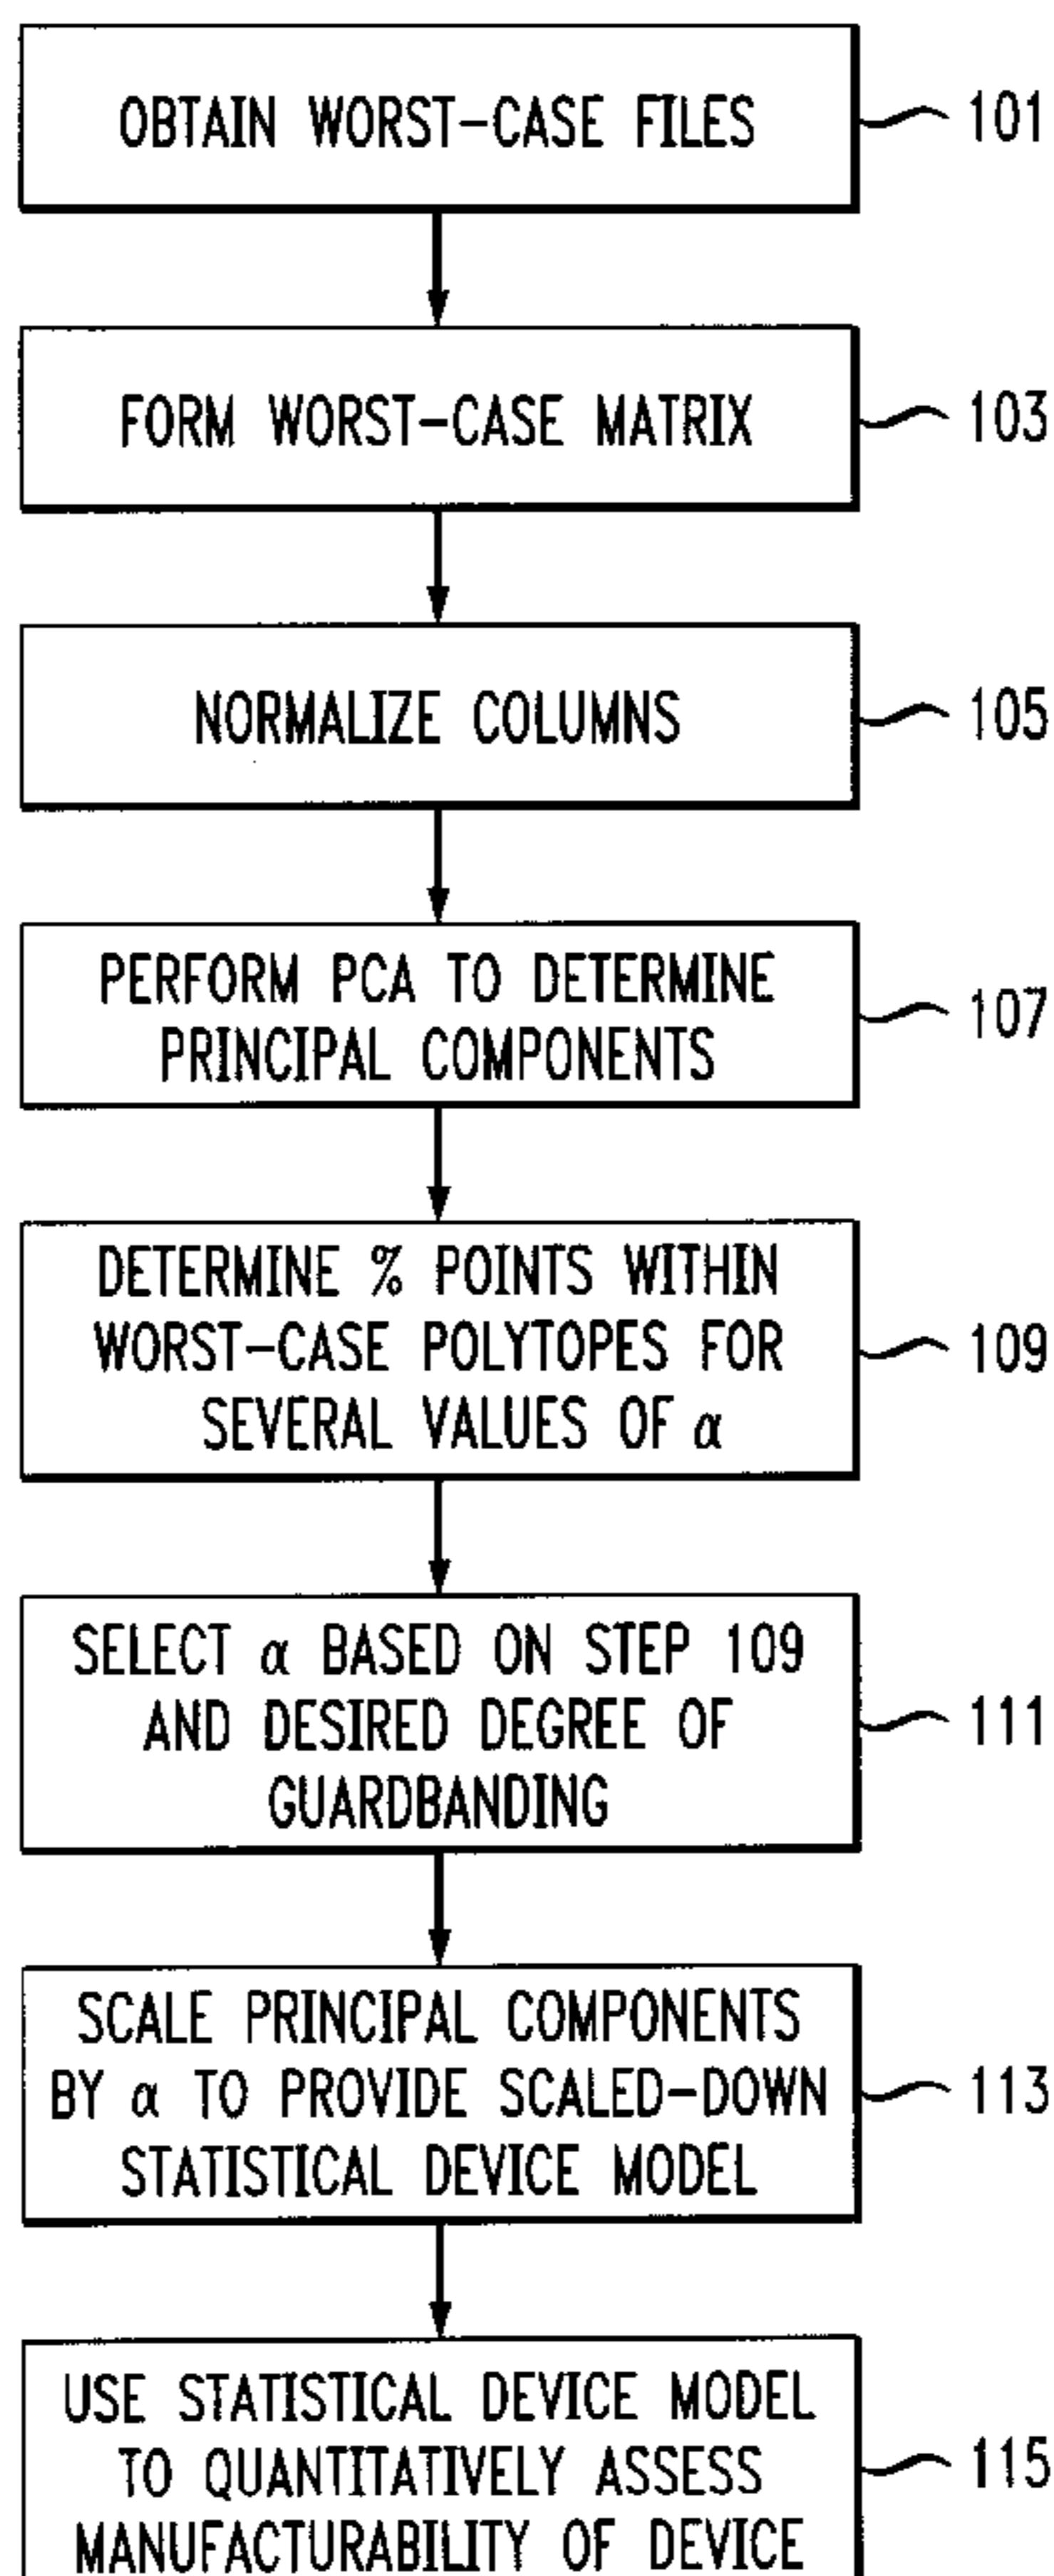 OBTAIN WORST-CASE FILES
101
FORM WORST-CASE MATRIX
103
NORMALIZE COLUMNS
105
PERFORM PCA TO DETERMINE
PRINCIPAL COMPONENTS
107
DETERMINE % POINTS WITHIN
WORST-CASE POLYTOPES FOR
SEVERAL VALUES OF α
109
SELECT α BASED ON STEP 109
AND DESIRED DEGREE OF
GUARDBANDING
111
SCALE PRINCIPAL COMPONENTS
BY α TO PROVIDE SCALED-DOWN
STATISTICAL DEVICE MODEL
113
USE STATISTICAL DEVICE MODEL
TO QUANTITATIVELY ASSESS
MANUFACTURABILITY OF DEVICE
115